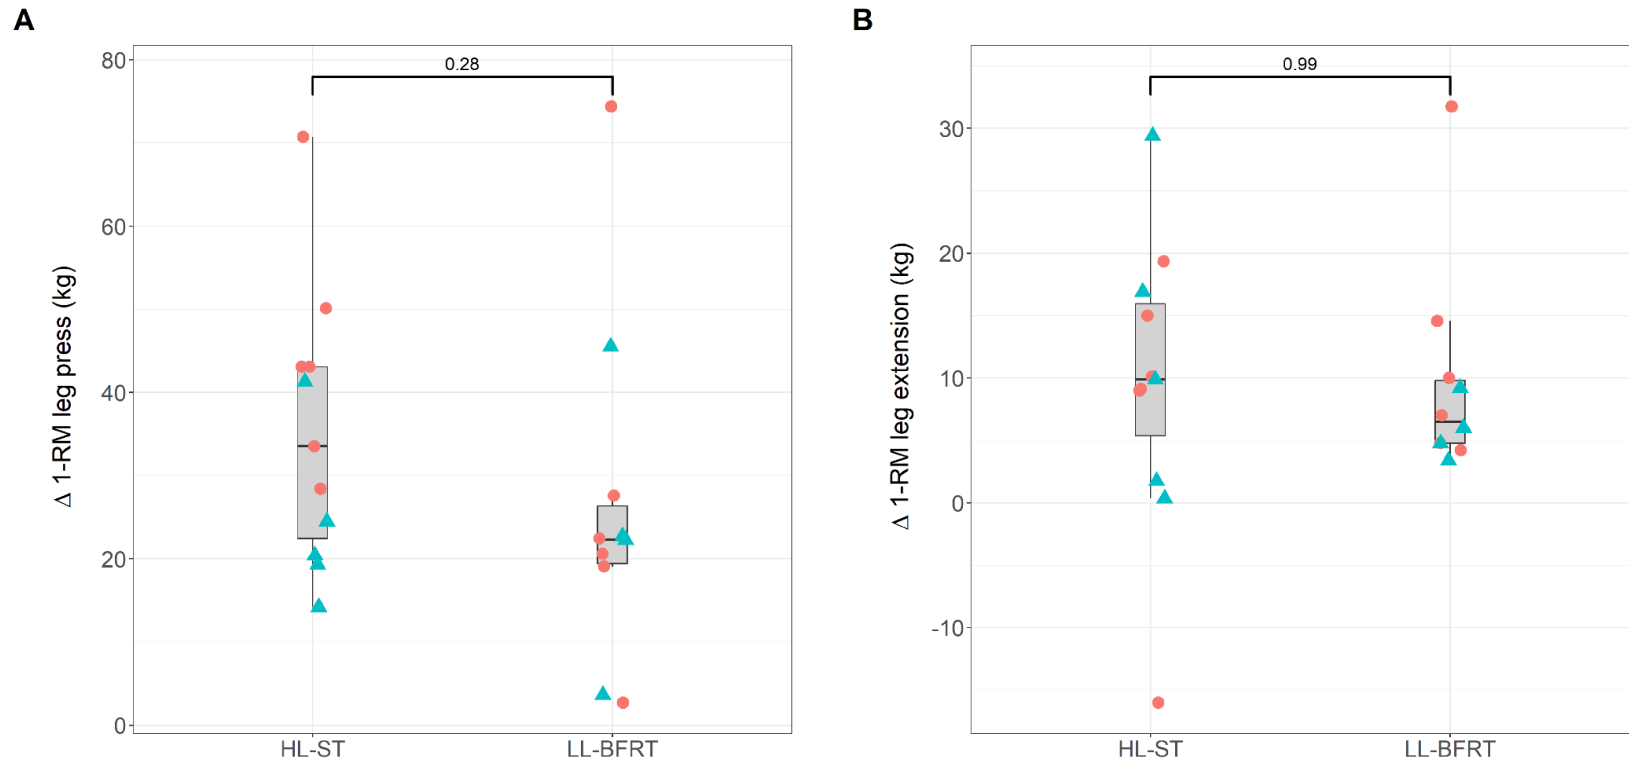 A
Δ 1-RM leg press (kg)
80
60
40
20
0
0.28
HL-ST
LL-BFRT
B
Δ 1-RM leg extension (kg)
30
20
10
0
-10
0.99
HL-ST
LL-BFRT